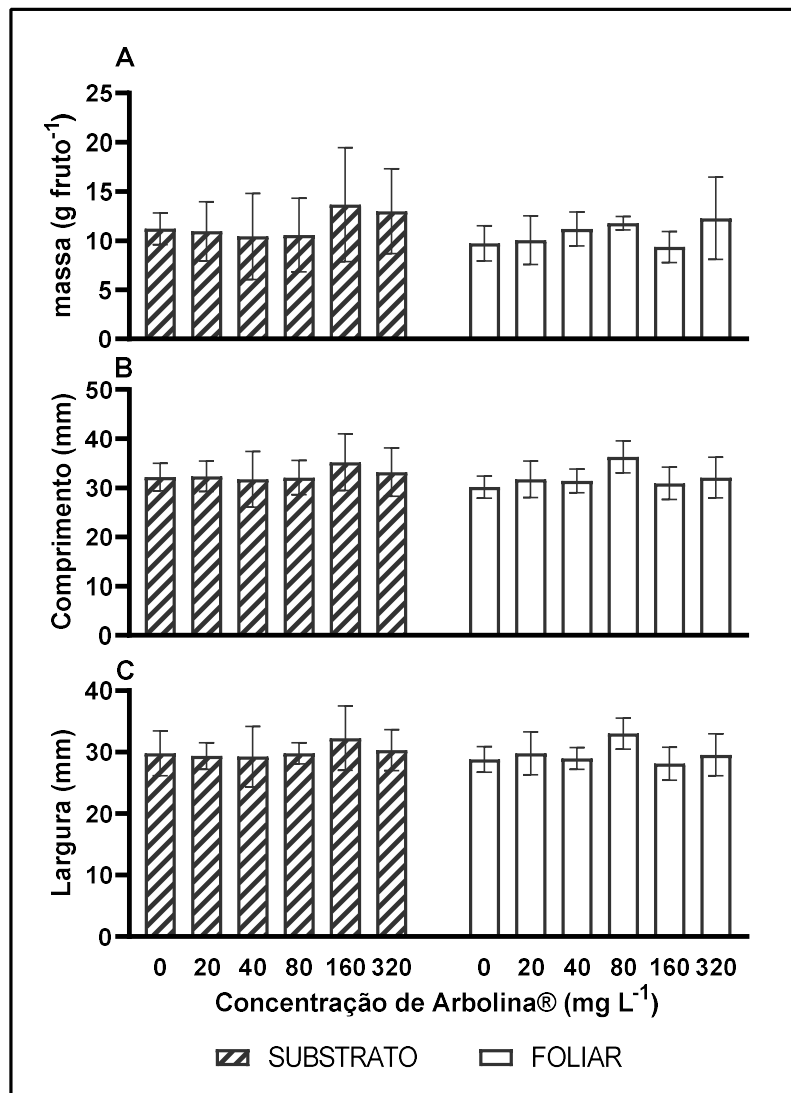 A
massa (g fruto⁻¹)
25
20
15
10
5
0
B
Comprimento (mm)
50
40
30
20
10
0
C
Largura (mm)
40
30
20
10
0
0 20 40 80 160 320 0 20 40 80 160 320
Concentração de Arbolina® (mg L⁻¹)
SUBSTRATO FOLIAR